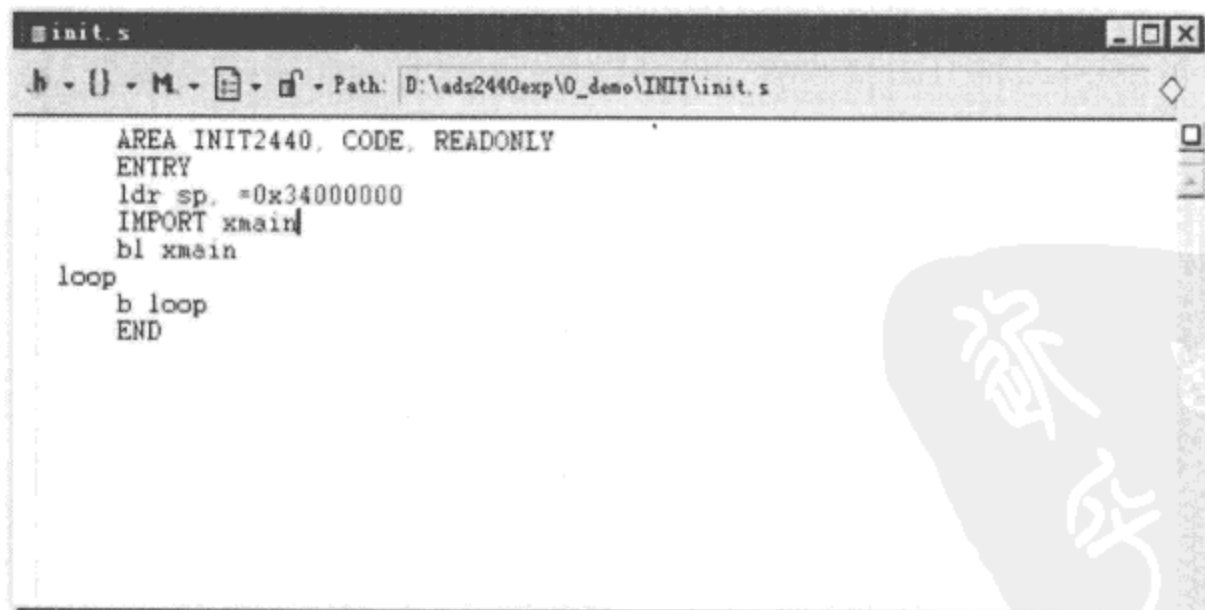 init.s
.h {} M. Path: D:\ads2440exp\0_demo\INIT\init.s
AREA INIT2440, CODE, READONLY
ENTRY
ldr sp, =0x34000000
IMPORT xmain
bl xmain
loop
b loop
END